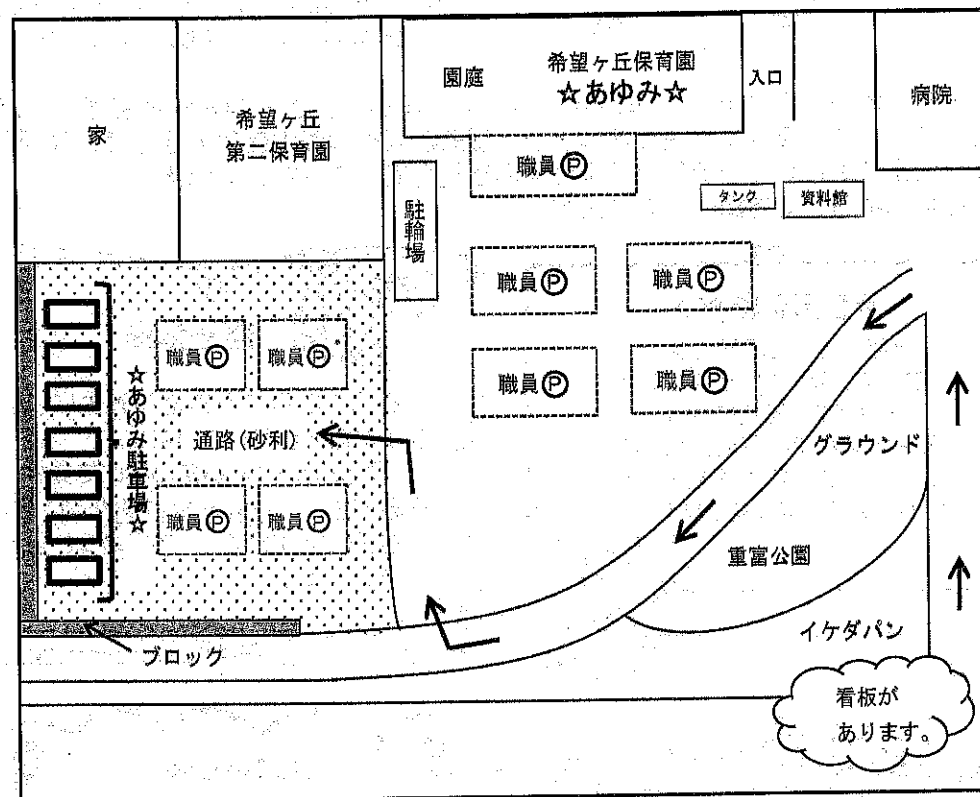 家
希望ヶ丘
第二保育園
園庭
希望ヶ丘保育園
☆あゆみ☆
入口
病院
職員Ⓟ
駐輪場
タンク
資料館
職員Ⓟ
職員Ⓟ
職員Ⓟ
職員Ⓟ
☆あゆみ駐車場☆
職員Ⓟ
職員Ⓟ
通路(砂利)
職員Ⓟ
職員Ⓟ
グラウンド
重富公園
イケダパン
ブロック
看板が
あります。